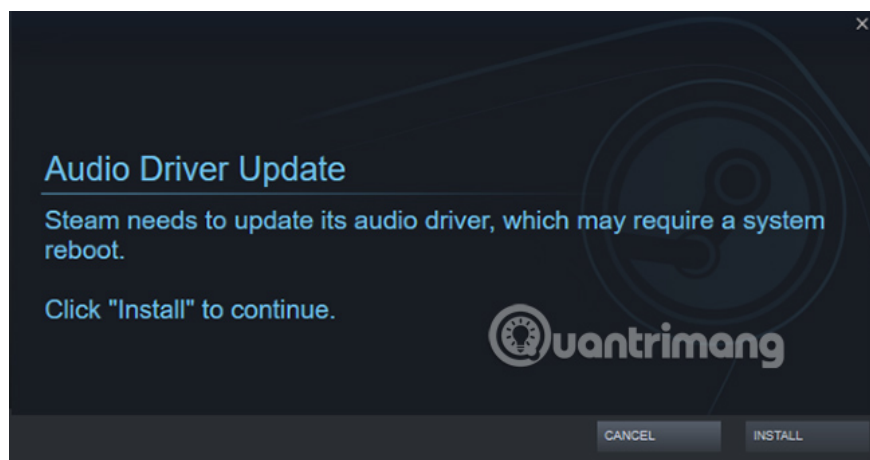 Audio Driver Update
Steam needs to update its audio driver, which may require a system
reboot.
Click "Install" to continue.
Quantrimang
CANCEL
INSTALL